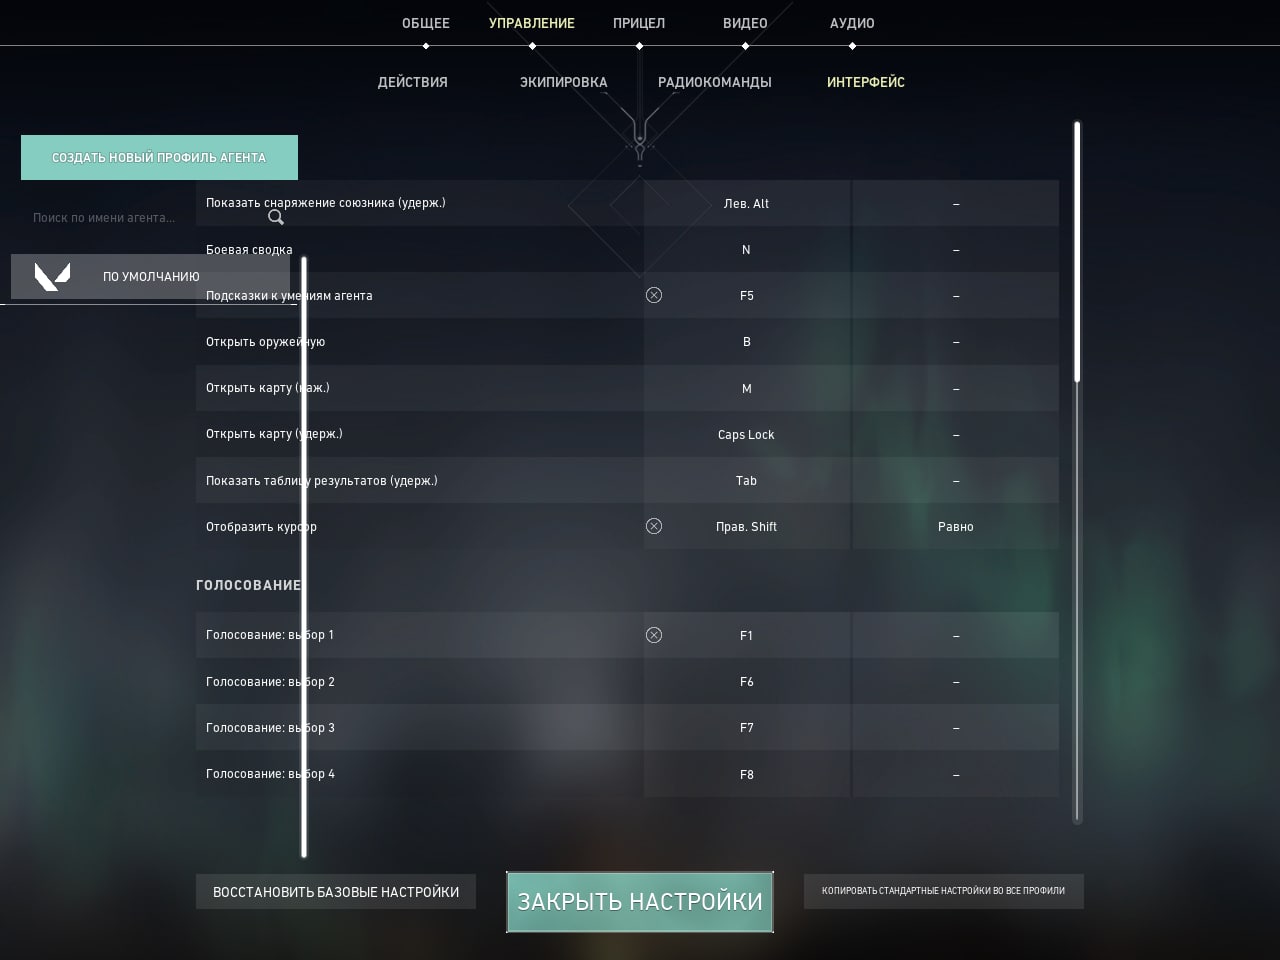 ОБЩЕЕ УПРАВЛЕНИЕ ПРИЦЕЛ ВИДЕО АУДИО
ДЕЙСТВИЯ ЭКИПИРОВКА РАДИОКОМАНДЫ ИНТЕРФЕЙС
СОЗДАТЬ НОВЫЙ ПРОФИЛЬ АГЕНТА
Показать снаряжение союзника (удерж.) Лев. Alt –
Поиск по имени агента...
Боевая сводка N –
ПО УМОЛЧАНИЮ
Подсказки к умениям агента F5 –
Открыть оружейную B –
Открыть карту (наж.) M –
Открыть карту (удерж.) Caps Lock –
Показать таблицу результатов (удерж.) Tab –
Отобразить курсор Прав. Shift Равно
ГОЛОСОВАНИЕ
Голосование: выбор 1 F1 –
Голосование: выбор 2 F6 –
Голосование: выбор 3 F7 –
Голосование: выбор 4 F8 –
ВОССТАНОВИТЬ БАЗОВЫЕ НАСТРОЙКИ ЗАКРЫТЬ НАСТРОЙКИ КОПИРОВАТЬ СТАНДАРТНЫЕ НАСТРОЙКИ ВО ВСЕ ПРОФИЛИ